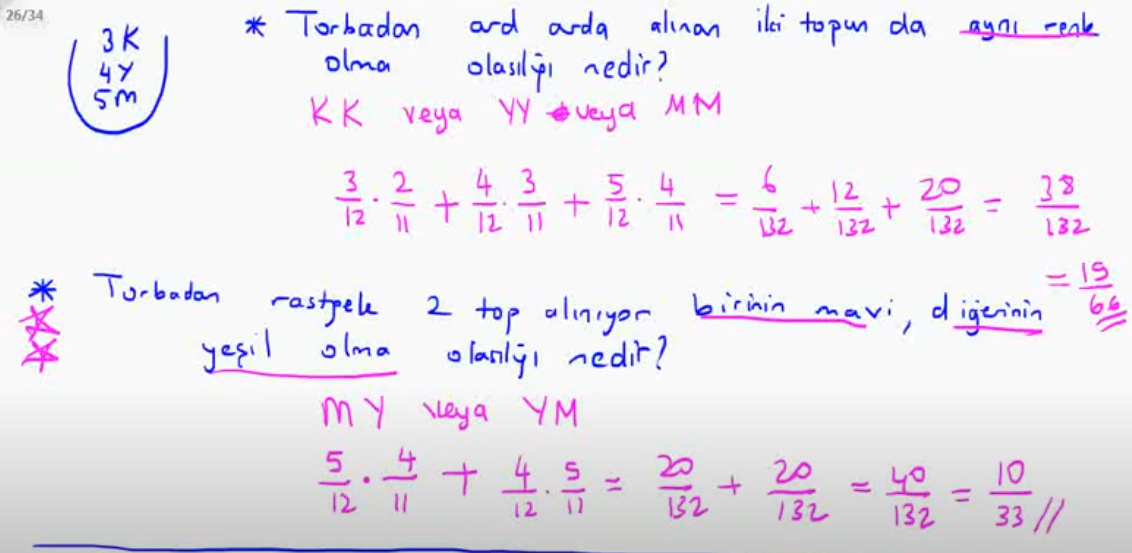 26/34
3K
4Y
5M
* Torbadan ard arda alınan iki topun da aynı renk
olma olasılığı nedir?
KK veya YY veya MM
3/12 · 2/11 + 4/12 · 3/11 + 5/12 · 4/11 = 6/132 + 12/132 + 20/132 = 38/132
= 19/66
* Torbadan rastgele 2 top alınıyor birinin mavi, diğerinin
yeşil olma olasılığı nedir?
MY veya YM
5/12 · 4/11 + 4/12 · 5/11 = 20/132 + 20/132 = 40/132 = 10/33 //